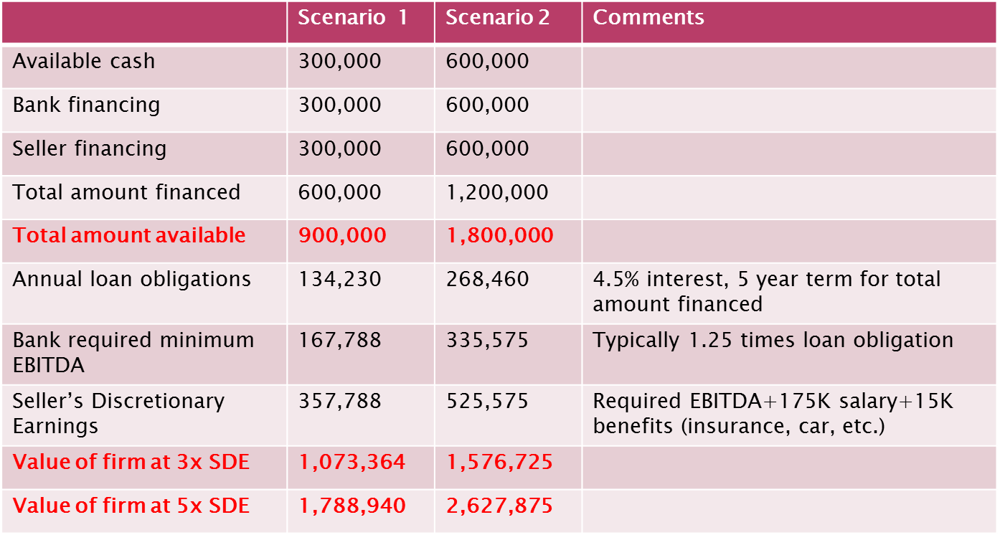 Scenario 1 Scenario 2 Comments
Available cash 300,000 600,000
Bank financing 300,000 600,000
Seller financing 300,000 600,000
Total amount financed 600,000 1,200,000
Total amount available 900,000 1,800,000
Annual loan obligations 134,230 268,460 4.5% interest, 5 year term for total
amount financed
Bank required minimum 167,788 335,575 Typically 1.25 times loan obligation
EBITDA
Seller’s Discretionary 357,788 525,575 Required EBITDA+175K salary+15K
Earnings benefits (insurance, car, etc.)
Value of firm at 3x SDE 1,073,364 1,576,725
Value of firm at 5x SDE 1,788,940 2,627,875